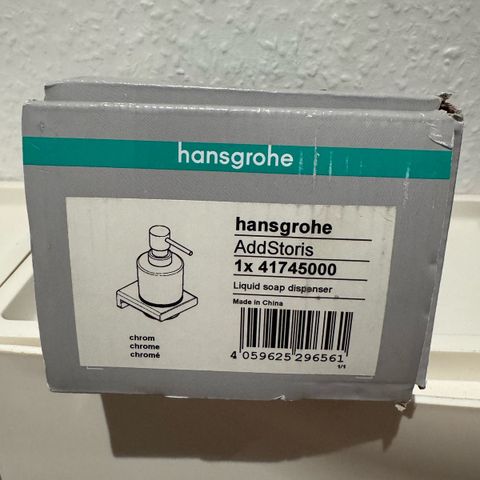 hansgrohe
hansgrohe
AddStoris
1x 41745000
Liquid soap dispenser
Made in China
chrom
chrome
chromé
4 059625 296561
1/1